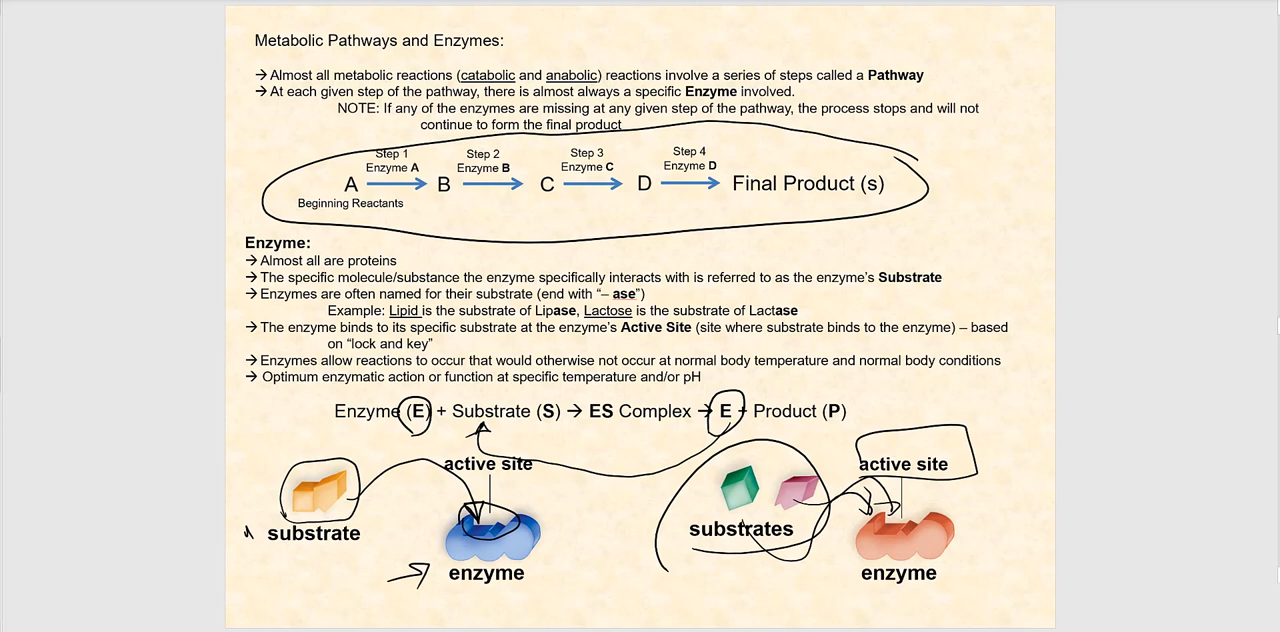 Metabolic Pathways and Enzymes:
→ Almost all metabolic reactions (catabolic and anabolic) reactions involve a series of steps called a Pathway
→ At each given step of the pathway, there is almost always a specific Enzyme involved.
NOTE: If any of the enzymes are missing at any given step of the pathway, the process stops and will not
continue to form the final product
Step 1 Step 2 Step 3 Step 4
Enzyme A Enzyme B Enzyme C Enzyme D
A → B → C → D → Final Product (s)
Beginning Reactants
Enzyme:
→ Almost all are proteins
→ The specific molecule/substance the enzyme specifically interacts with is referred to as the enzyme's Substrate
→ Enzymes are often named for their substrate (end with "– ase")
Example: Lipid is the substrate of Lipase, Lactose is the substrate of Lactase
→ The enzyme binds to its specific substrate at the enzyme's Active Site (site where substrate binds to the enzyme) – based
on "lock and key"
→ Enzymes allow reactions to occur that would otherwise not occur at normal body temperature and normal body conditions
→ Optimum enzymatic action or function at specific temperature and/or pH
Enzyme (E) + Substrate (S) → ES Complex → E + Product (P)
active site active site
substrate substrates
enzyme enzyme